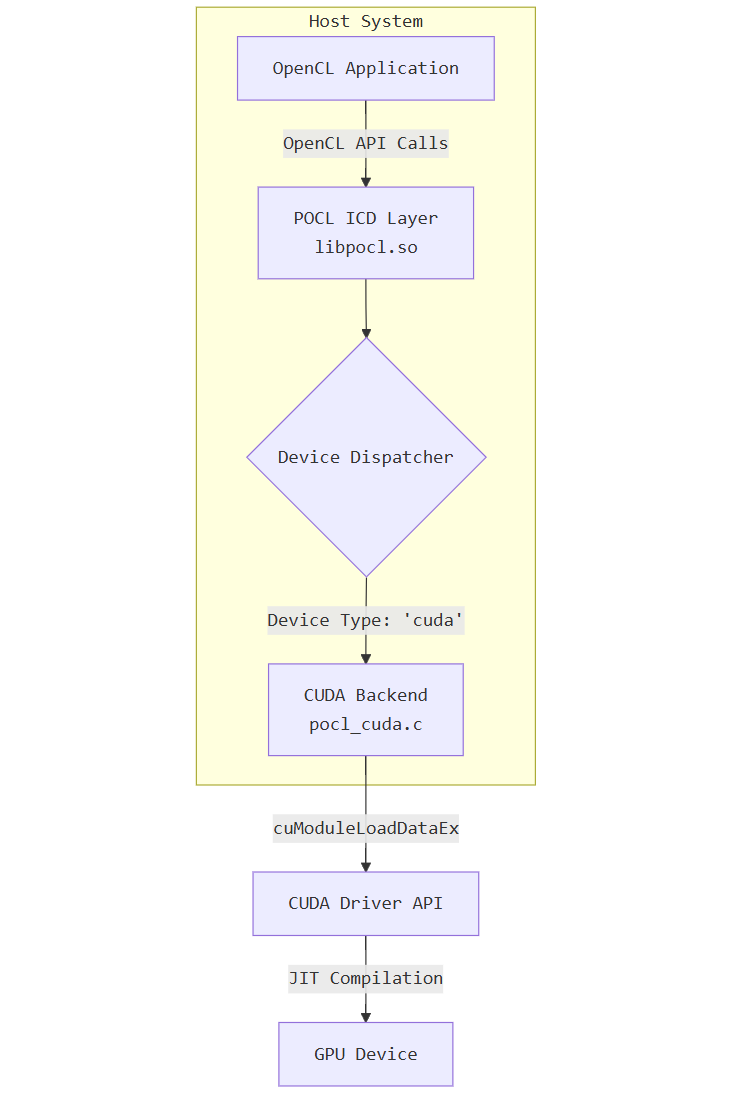 Host System
OpenCL Application
OpenCL API Calls
POCL ICD Layer
libpocl.so
Device Dispatcher
Device Type: 'cuda'
CUDA Backend
pocl_cuda.c
cuModuleLoadDataEx
CUDA Driver API
JIT Compilation
GPU Device